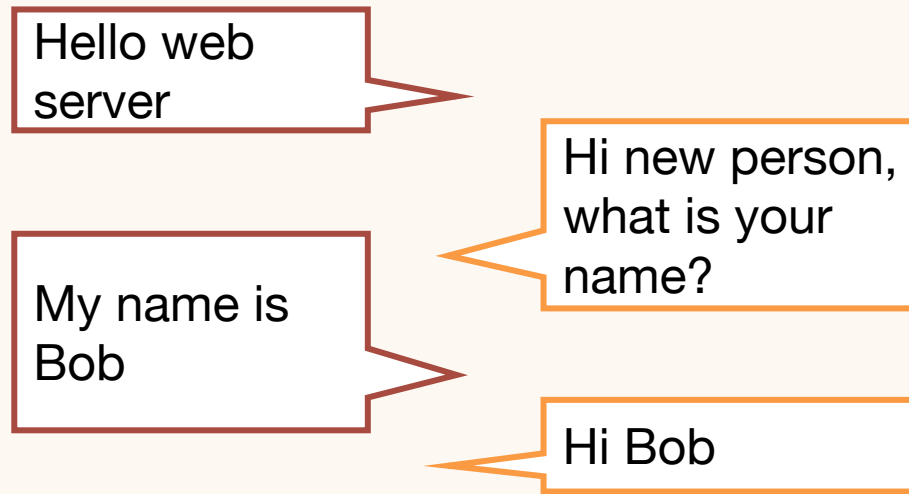 Hello web
server
Hi new person,
what is your
name?
My name is
Bob
Hi Bob